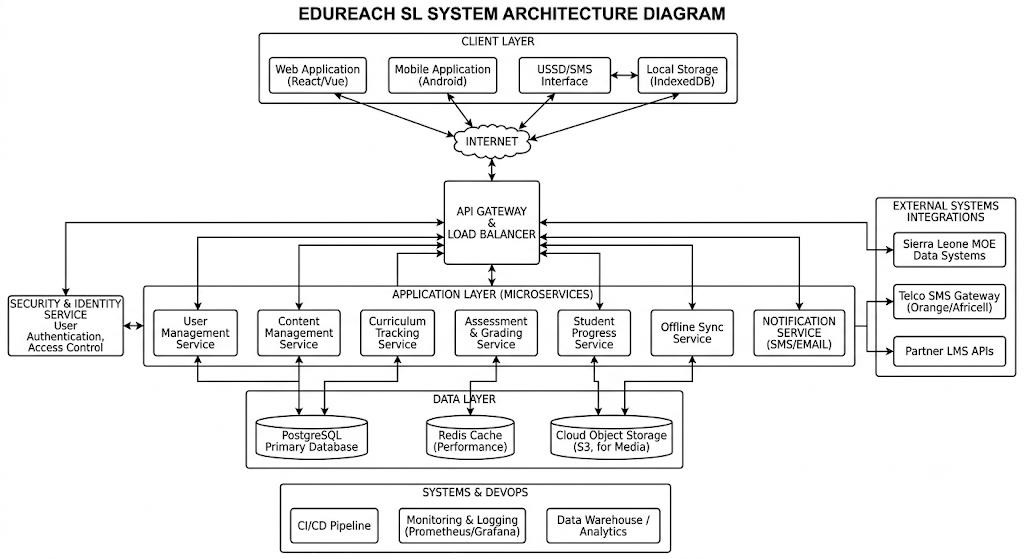 EDUREACH SL SYSTEM ARCHITECTURE DIAGRAM
CLIENT LAYER
Web Application
(React/Vue)
Mobile Application
(Android)
USSD/SMS
Interface
Local Storage
(IndexedDB)
INTERNET
API GATEWAY
&
LOAD BALANCER
EXTERNAL SYSTEMS
INTEGRATIONS
Sierra Leone MOE
Data Systems
Telco SMS Gateway
(Orange/Africell)
Partner LMS APIs
SECURITY & IDENTITY
SERVICE
User
Authentication,
Access Control
APPLICATION LAYER (MICROSERVICES)
User
Management
Service
Content
Management
Service
Curriculum
Tracking
Service
Assessment
& Grading
Service
Student
Progress
Service
Offline Sync
Service
NOTIFICATION
SERVICE
(SMS/EMAIL)
DATA LAYER
PostgreSQL
Primary Database
Redis Cache
(Performance)
Cloud Object Storage
(S3, for Media)
SYSTEMS & DEVOPS
CI/CD Pipeline
Monitoring & Logging
(Prometheus/Grafana)
Data Warehouse /
Analytics